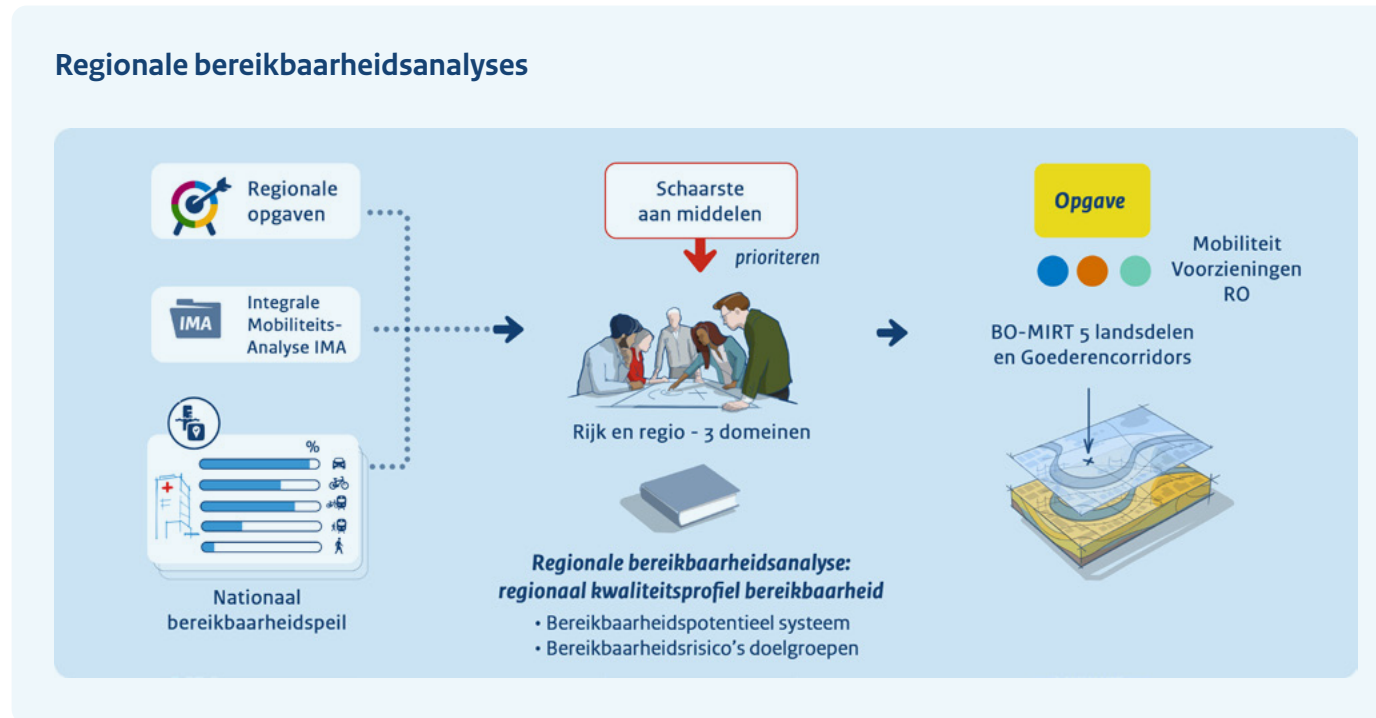 Regionale bereikbaarheidsanalyses
Regionale
opgaven
IMA
Integrale
Mobiliteits-
Analyse IMA
%
Nationaal
bereikbaarheidspeil
Schaarste
aan middelen
prioriteren
Rijk en regio - 3 domeinen
Regionale bereikbaarheidsanalyse:
regionaal kwaliteitsprofiel bereikbaarheid
• Bereikbaarheidspotentieel systeem
• Bereikbaarheidsrisico's doelgroepen
Opgave
Mobiliteit
Voorzieningen
RO
BO-MIRT 5 landsdelen
en Goederencorridors